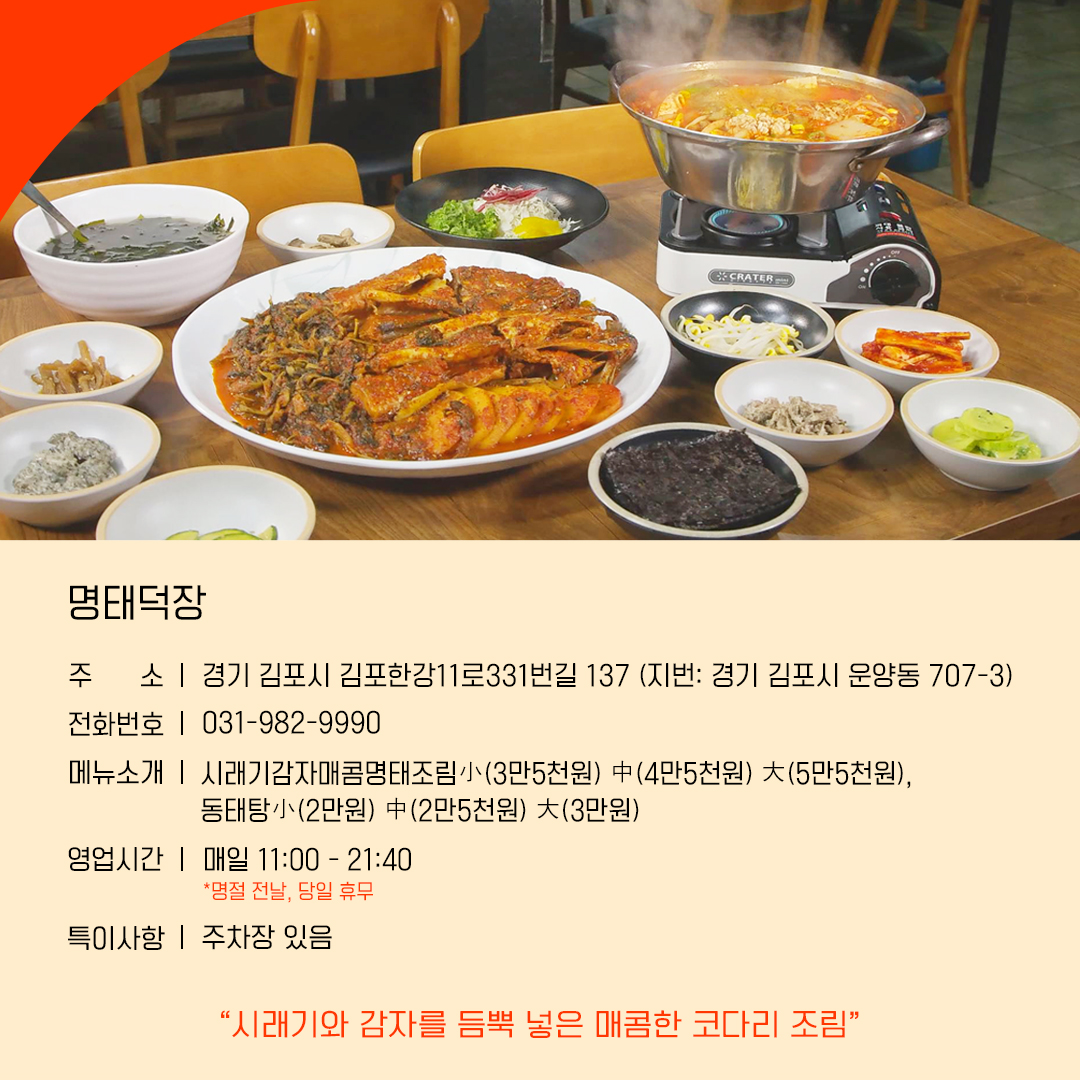 CRATER
명태덕장
주 소 | 경기 김포시 김포한강11로331번길 137 (지번: 경기 김포시 운양동 707-3)
전화번호 | 031-982-9990
메뉴소개 | 시래기감자매콤명태조림小(3만5천원) 中(4만5천원) 大(5만5천원),
동태탕小(2만원) 中(2만5천원) 大(3만원)
영업시간 | 매일 11:00 - 21:40
*명절 전날, 당일 휴무
특이사항 | 주차장 있음
“시래기와 감자를 듬뿍 넣은 매콤한 코다리 조림”